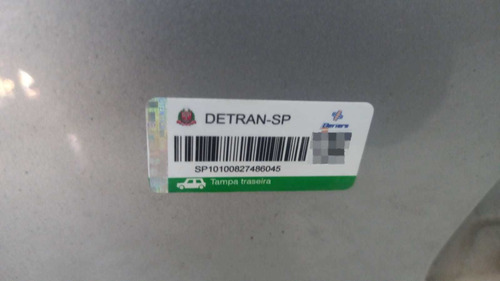 DETRAN-SP
SP10100827486045
Tampa traseira